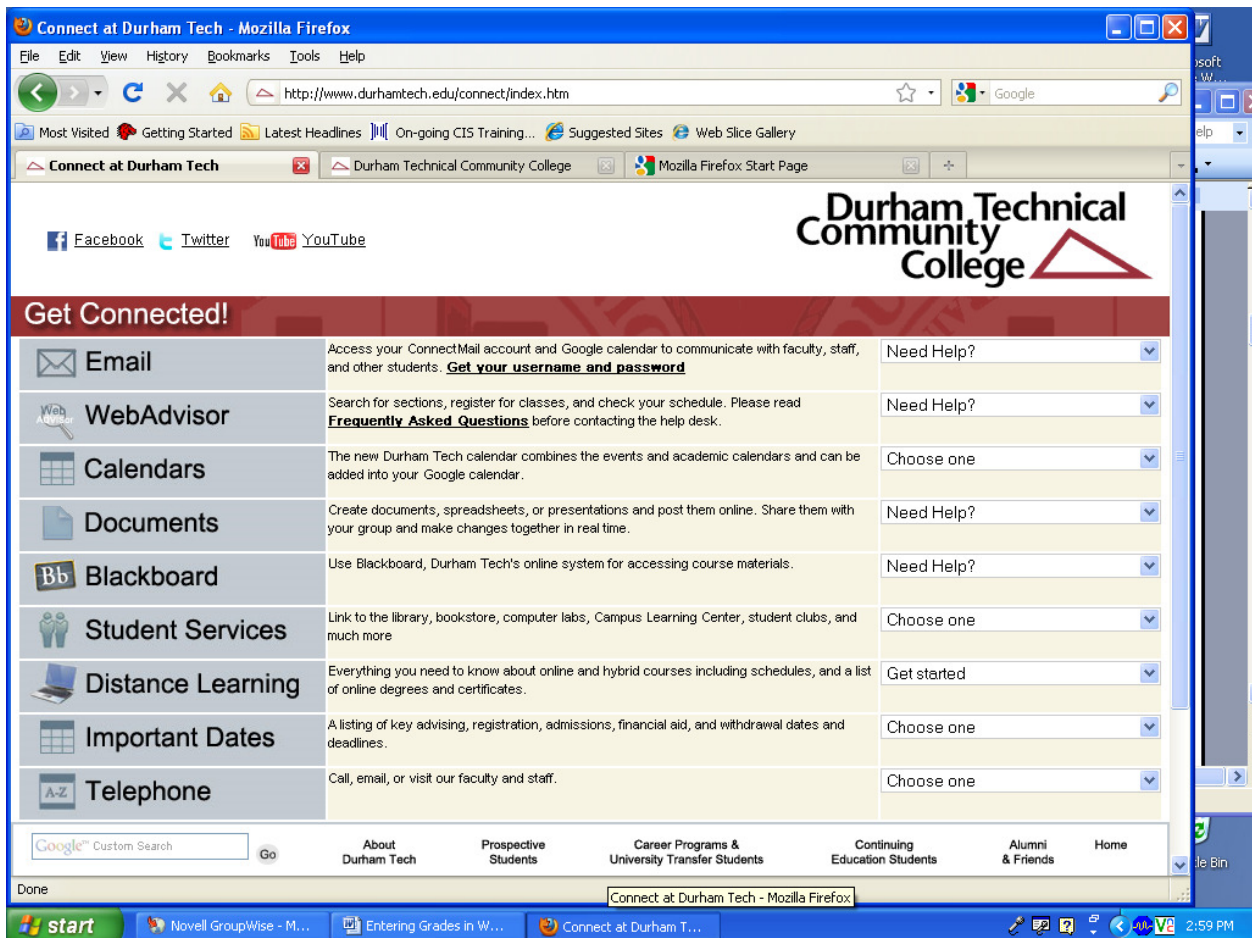 Connect at Durham Tech - Mozilla Firefox
File Edit View History Bookmarks Tools Help
http://www.durhamtech.edu/connect/index.htm
Google
Most Visited Getting Started Latest Headlines On-going CIS Training... Suggested Sites Web Slice Gallery
Connect at Durham Tech Durham Technical Community College Mozilla Firefox Start Page
Facebook Twitter YouTube YouTube
Durham Technical
Community
College
Get Connected!
Email
Access your ConnectMail account and Google calendar to communicate with faculty, staff,
and other students. Get your username and password
Need Help?
Web
Advisor
WebAdvisor
Search for sections, register for classes, and check your schedule. Please read
Frequently Asked Questions before contacting the help desk.
Need Help?
Calendars
The new Durham Tech calendar combines the events and academic calendars and can be
added into your Google calendar.
Choose one
Documents
Create documents, spreadsheets, or presentations and post them online. Share them with
your group and make changes together in real time.
Need Help?
Bb Blackboard
Use Blackboard, Durham Tech's online system for accessing course materials.
Need Help?
Student Services
Link to the library, bookstore, computer labs, Campus Learning Center, student clubs, and
much more
Choose one
Distance Learning
Everything you need to know about online and hybrid courses including schedules, and a list
of online degrees and certificates.
Get started
Important Dates
A listing of key advising, registration, admissions, financial aid, and withdrawal dates and
deadlines.
Choose one
A-Z Telephone
Call, email, or visit our faculty and staff.
Choose one
Google™ Custom Search
Go
About
Durham Tech
Prospective
Students
Career Programs &
University Transfer Students
Continuing
Education Students
Alumni
& Friends
Home
Done
Connect at Durham Tech - Mozilla Firefox
start
Novell GroupWise - M...
Entering Grades in W...
Connect at Durham T...
2:59 PM